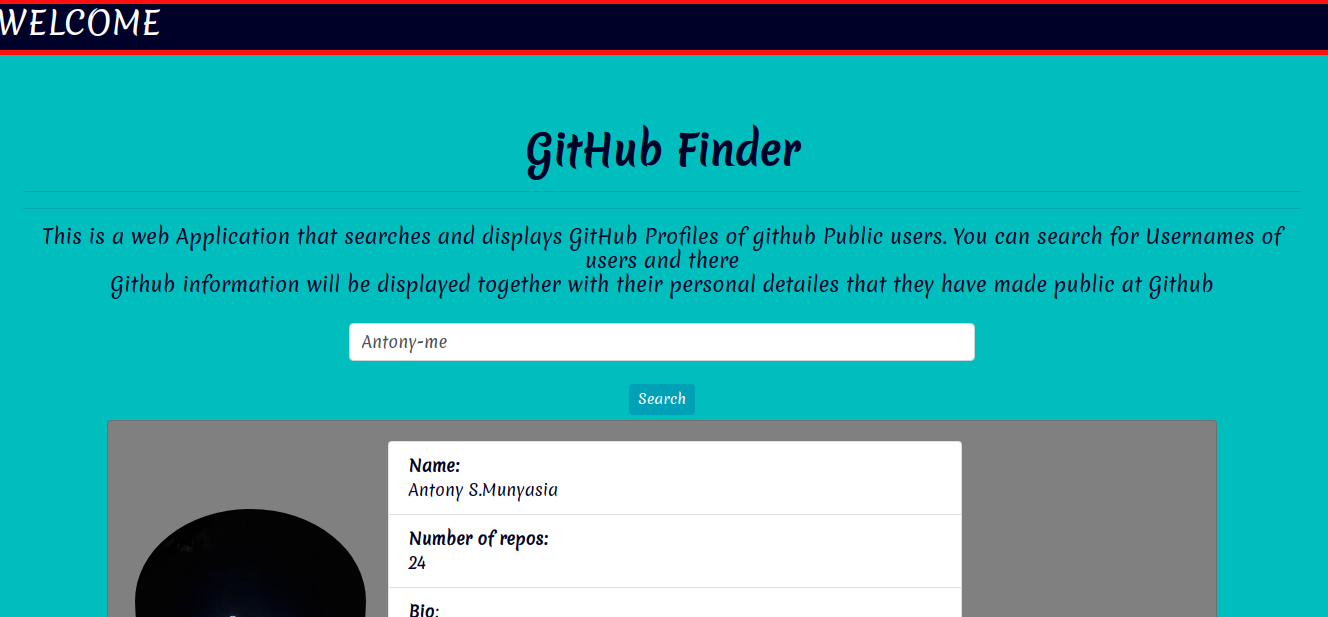 WELCOME
GitHub Finder
This is a web Application that searches and displays GitHub Profiles of github Public users. You can search for Usernames of
users and there
Github information will be displayed together with their personal detailes that they have made public at Github
Antony-me
Search
Name:
Antony S.Munyasia
Number of repos:
24
Bio: